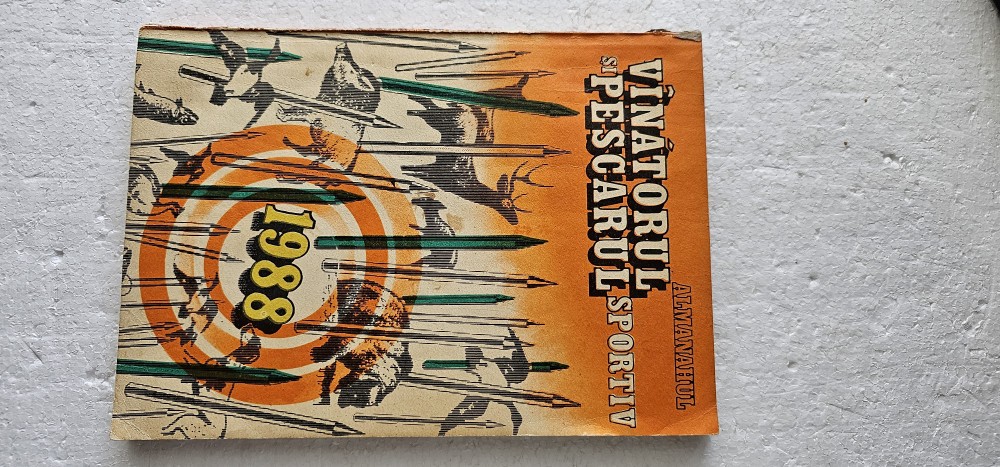 ALMANAHUL
VÎNĂTORUL
ŞI PESCARUL SPORTIV
1988